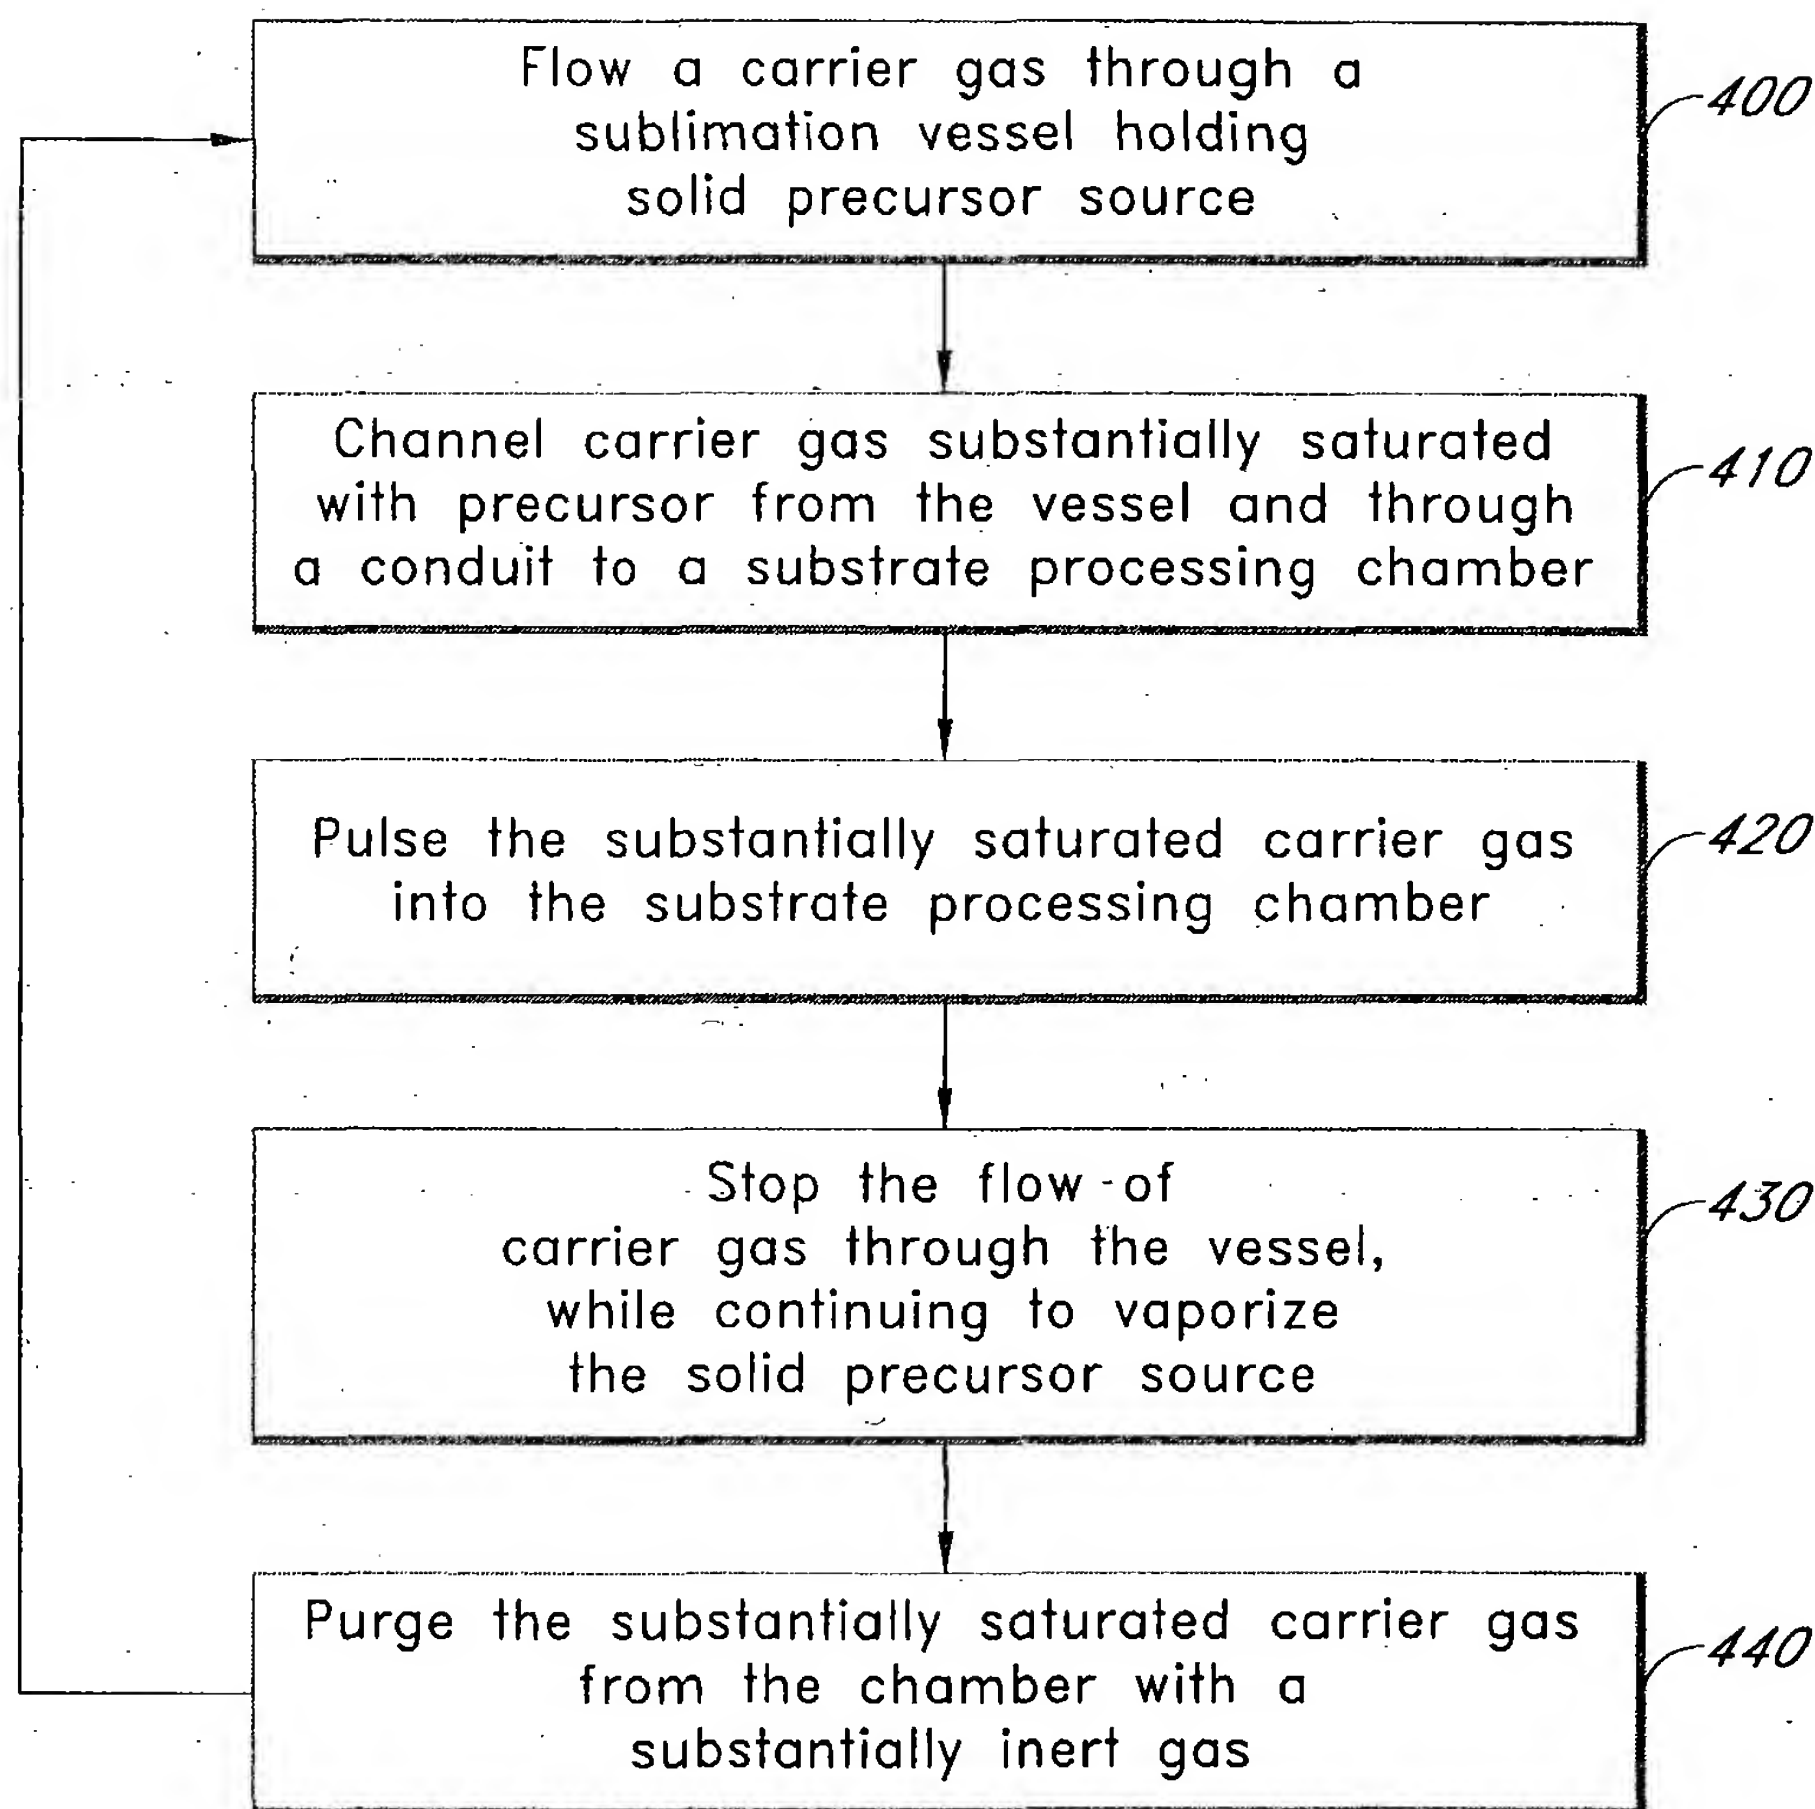 Flow a carrier gas through a
sublimation vessel holding
solid precursor source
400
Channel carrier gas substantially saturated
with precursor from the vessel and through
a conduit to a substrate processing chamber
410
Pulse the substantially saturated carrier gas
into the substrate processing chamber
420
Stop the flow of
carrier gas through the vessel,
while continuing to vaporize
the solid precursor source
430
Purge the substantially saturated carrier gas
from the chamber with a
substantially inert gas
440